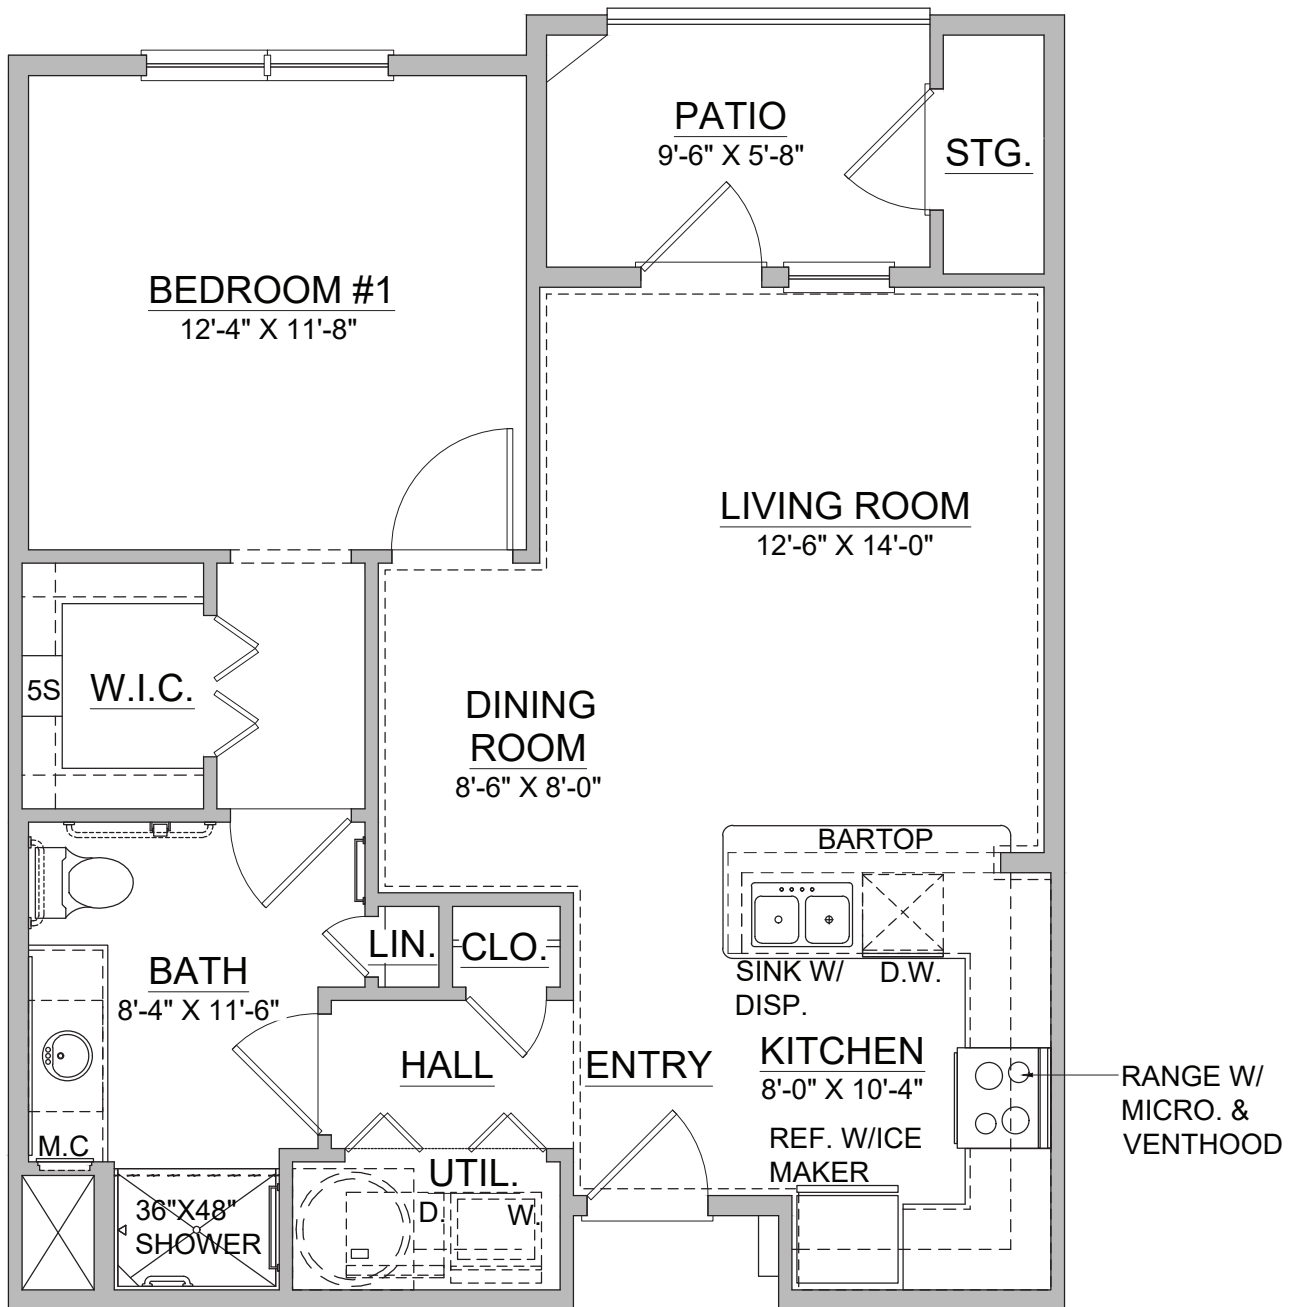 PATIO
9'-6" X 5'-8"
STG.
BEDROOM #1
12'-4" X 11'-8"
LIVING ROOM
12'-6" X 14'-0"
5S
W.I.C.
DINING
ROOM
8'-6" X 8'-0"
BARTOP
LIN.
CLO.
SINK W/
DISP.
D.W.
BATH
8'-4" X 11'-6"
HALL
ENTRY
KITCHEN
8'-0" X 10'-4"
RANGE W/
MICRO. &
VENTHOOD
REF. W/ICE
MAKER
M.C
UTIL.
D.
W.
36"X48"
SHOWER